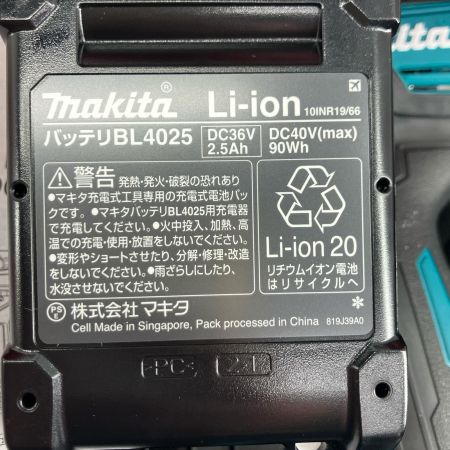 makita® Li-ion 10INR19/66
バッテリBL4025 DC36V 2.5Ah DC40V(max) 90Wh
⚠警告 発熱・発火・破裂の恐れあり
●マキタ充電式工具専用の充電式電池パッ
クです。●マキタバッテリBL4025用充電器
で充電してください。●火中投入、加熱、高
温での充電・使用・放置をしないでください。
●変形やショートさせたり、分解・修理・改造
をしないでください。●雨ざらしにしたり、
水没させないでください。
Li-ion 20
リチウムイオン電池
はリサイクルへ
PS E 株式会社 マキタ *
Cell Made in Singapore, Pack processed in China 819J39A0
>PC<